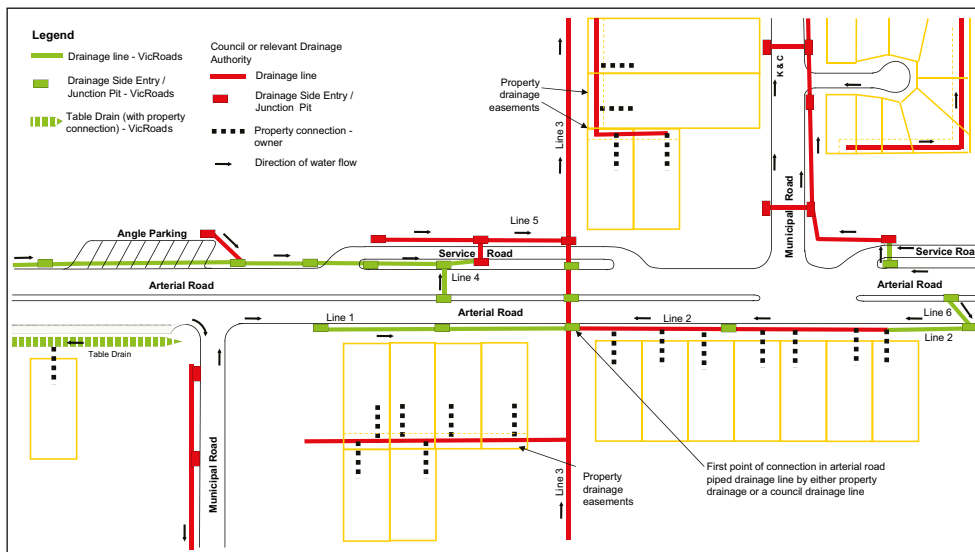 Legend
Drainage line - VicRoads
Drainage Side Entry /
Junction Pit - VicRoads
Table Drain (with property
connection) - VicRoads
Council or relevant Drainage
Authority
Drainage line
Drainage Side Entry /
Junction Pit
Property connection -
owner
Direction of water flow
Property
drainage
easements
Line 3
K & C
Municipal Road
Angle Parking
Line 5
Service
Road
Line 4
Service Roa
Arterial Road
Arterial Road
Arterial Road
Line 1
Line 2
Line 6
Line 2
Table Drain
Municipal Road
Property
drainage
easements
Line 3
First point of connection in arterial road
piped drainage line by either property
drainage or a council drainage line